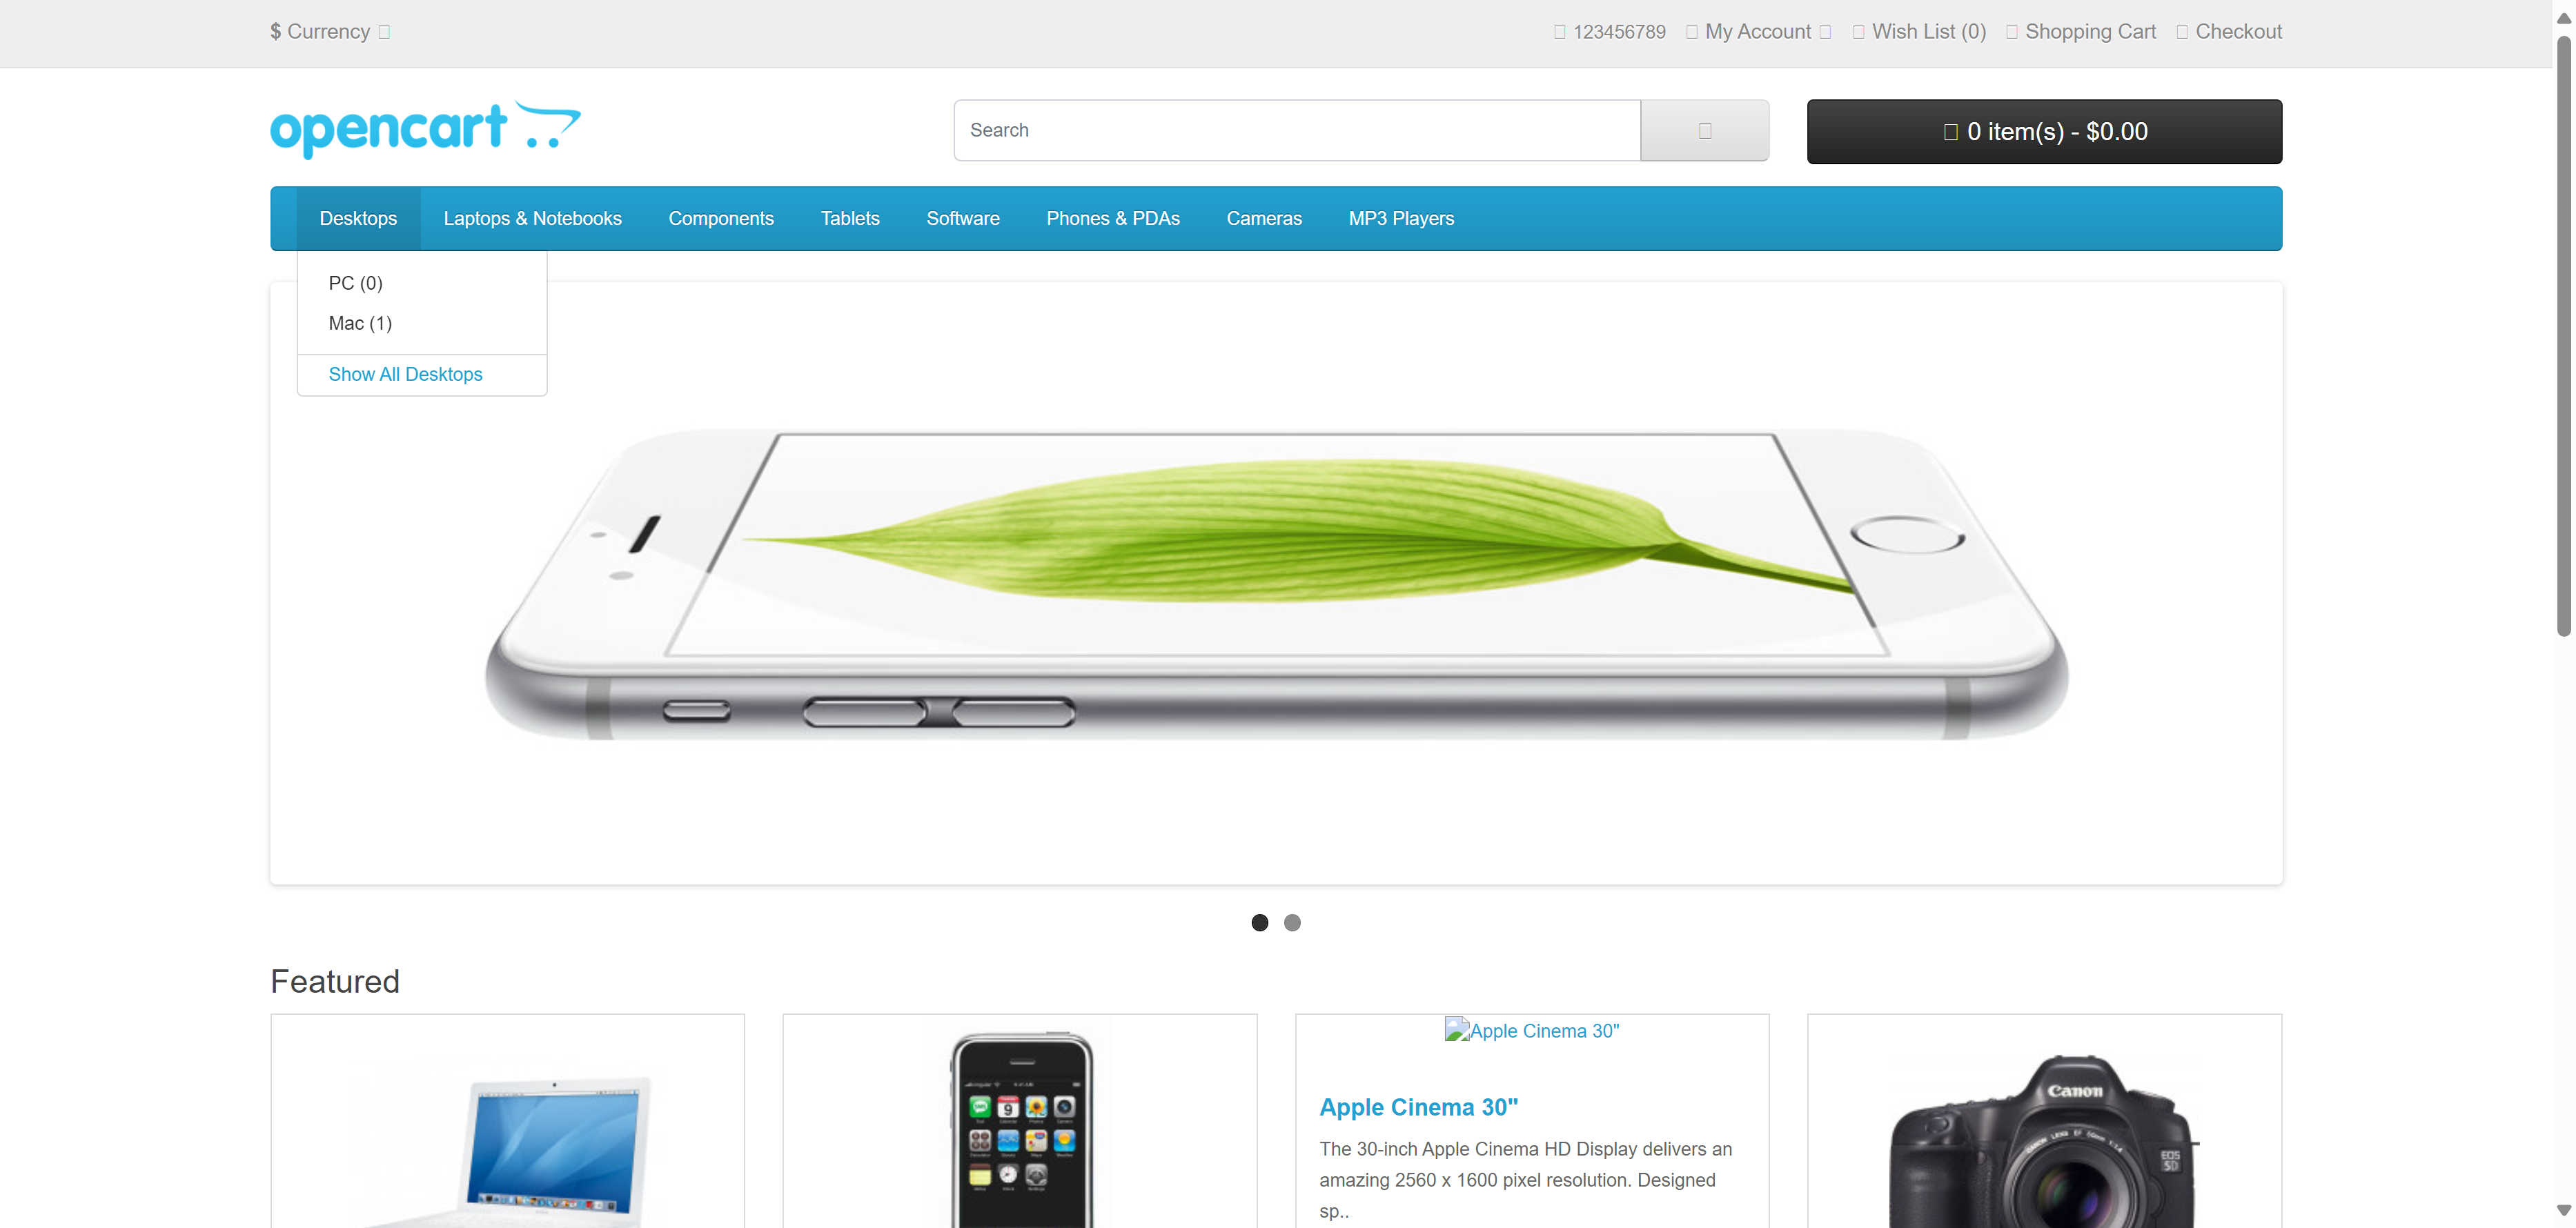 $ Currency
123456789 My Account Wish List (0) Shopping Cart Checkout
opencart
Search
0 item(s) - $0.00
Desktops Laptops & Notebooks Components Tablets Software Phones & PDAs Cameras MP3 Players
PC (0)
Mac (1)
Show All Desktops
Featured
Apple Cinema 30"
Canon
Apple Cinema 30"
The 30-inch Apple Cinema HD Display delivers an
amazing 2560 x 1600 pixel resolution. Designed
sp..
EOS
5D